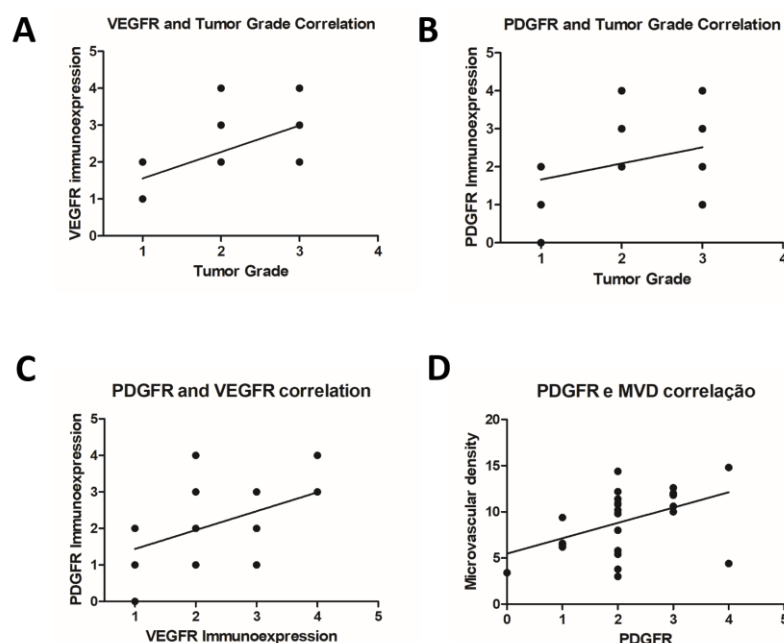 A
VEGFR and Tumor Grade Correlation
VEGFR immunoexpression
5
4
3
2
1
0
1 2 3 4
Tumor Grade
B
PDGFR and Tumor Grade Correlation
PDGFR Immunoexpression
5
4
3
2
1
0
1 2 3 4
Tumor Grade
C
PDGFR and VEGFR correlation
PDGFR Immunoexpression
5
4
3
2
1
0
1 2 3 4 5
VEGFR Immunoexpression
D
PDGFR e MVD correlação
Microvascular density
20
15
10
5
0
0 1 2 3 4 5
PDGFR